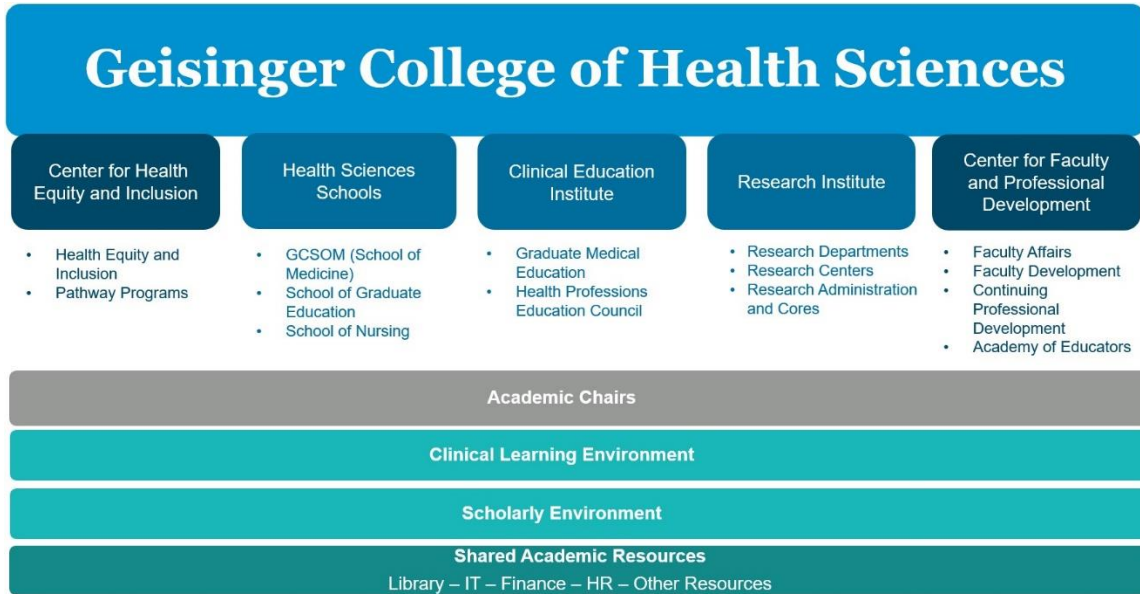 Geisinger College of Health Sciences
Center for Health
Equity and Inclusion
• Health Equity and
Inclusion
• Pathway Programs
Health Sciences
Schools
• GCSOM (School of
Medicine)
• School of Graduate
Education
• School of Nursing
Clinical Education
Institute
• Graduate Medical
Education
• Health Professions
Education Council
Research Institute
• Research Departments
• Research Centers
• Research Administration
and Cores
Center for Faculty
and Professional
Development
• Faculty Affairs
• Faculty Development
• Continuing
Professional
Development
• Academy of Educators
Academic Chairs
Clinical Learning Environment
Scholarly Environment
Shared Academic Resources
Library – IT – Finance – HR – Other Resources